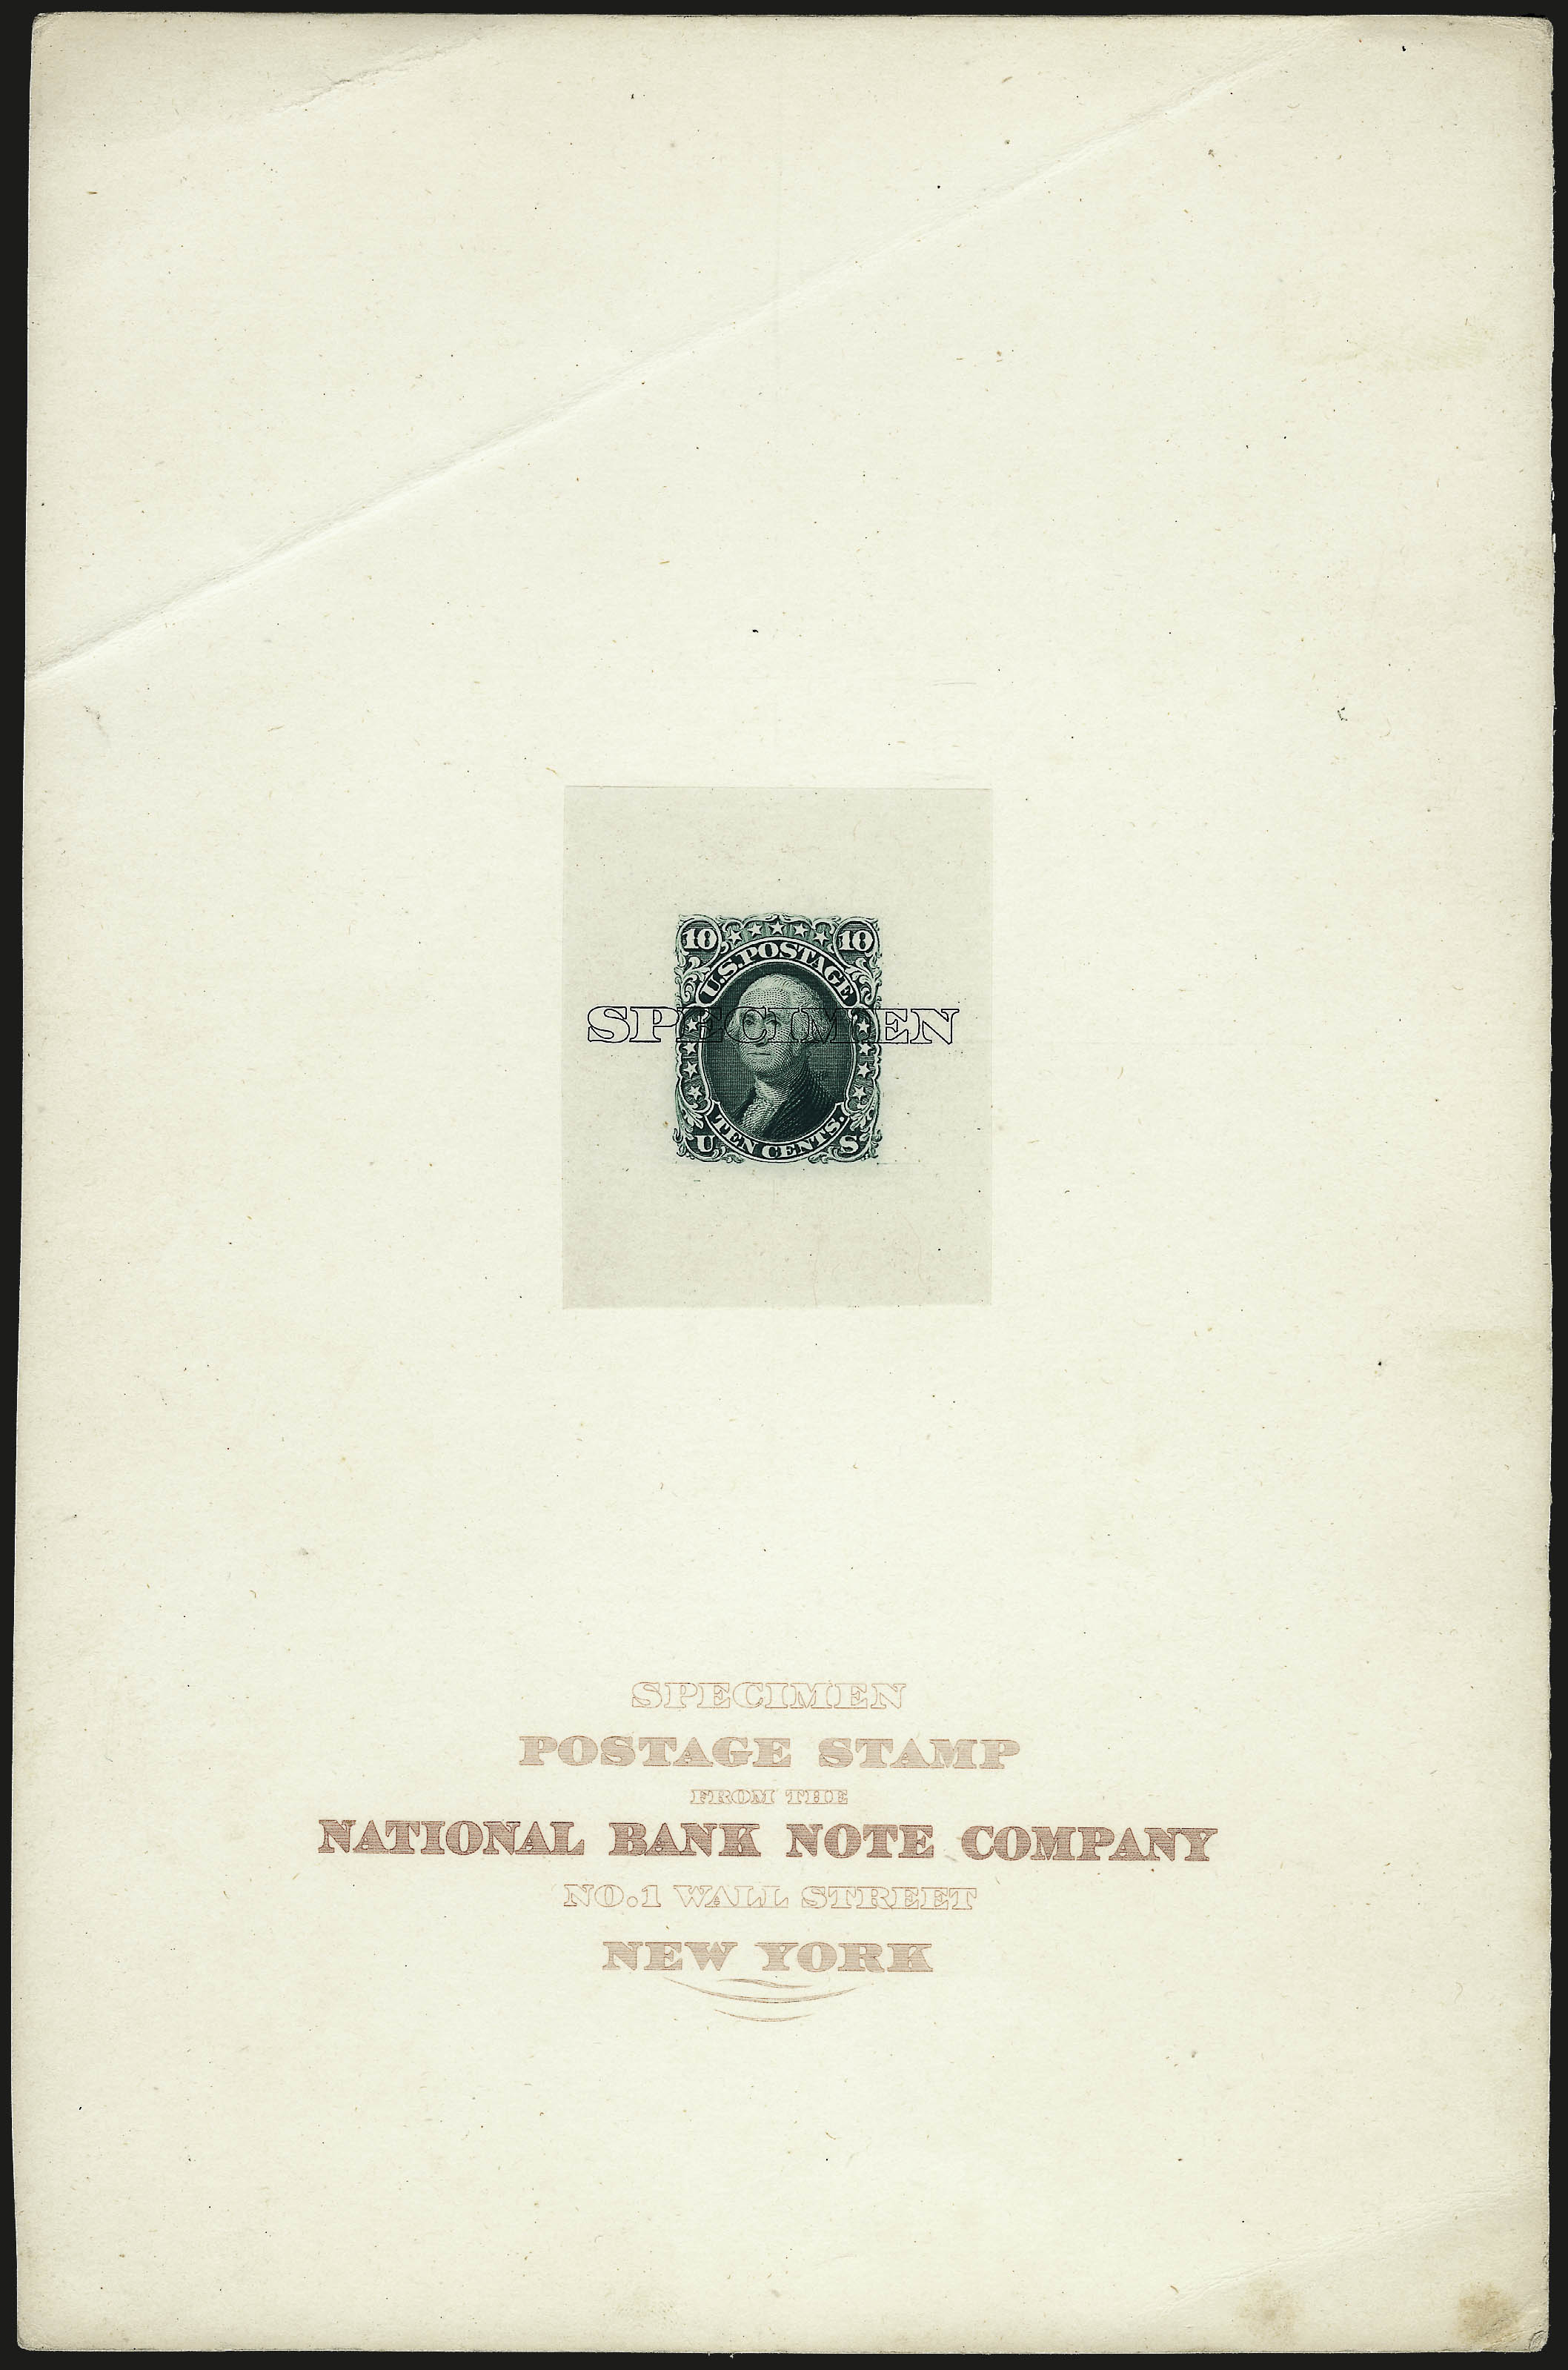 10 10
U.S. POSTAGE
SPECIMEN
TEN CENTS.
U S
SPECIMEN
POSTAGE STAMP
FROM THE
NATIONAL BANK NOTE COMPANY
NO. 1 WALL STREET
NEW YORK